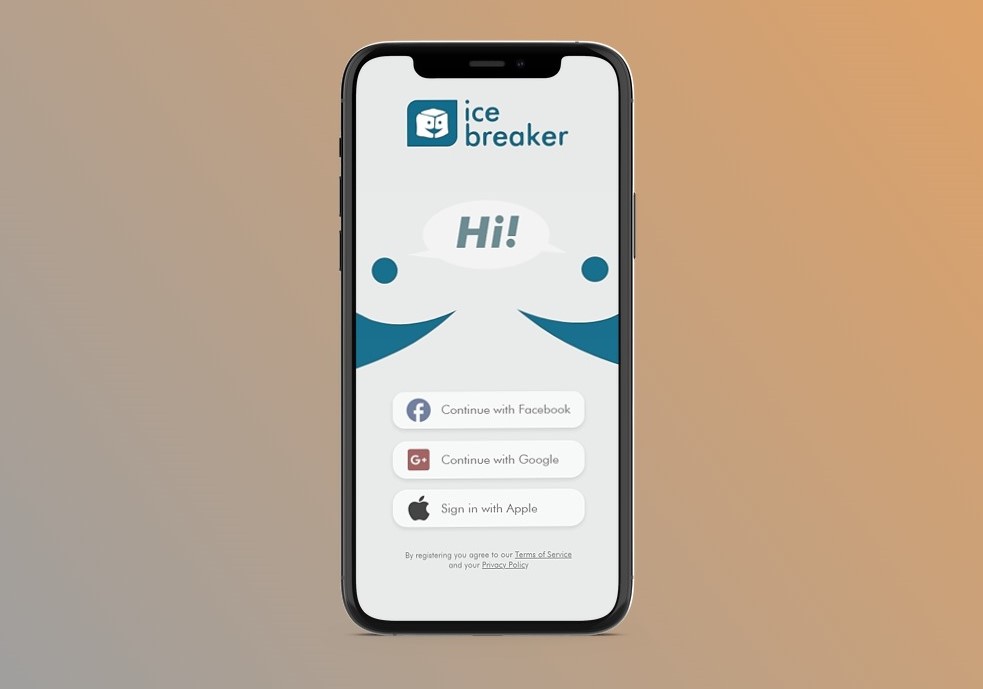 ice
breaker
Hi!
Continue with Facebook
G+
Continue with Google
Sign in with Apple
By registering you agree to our Terms of Service
and your Privacy Policy